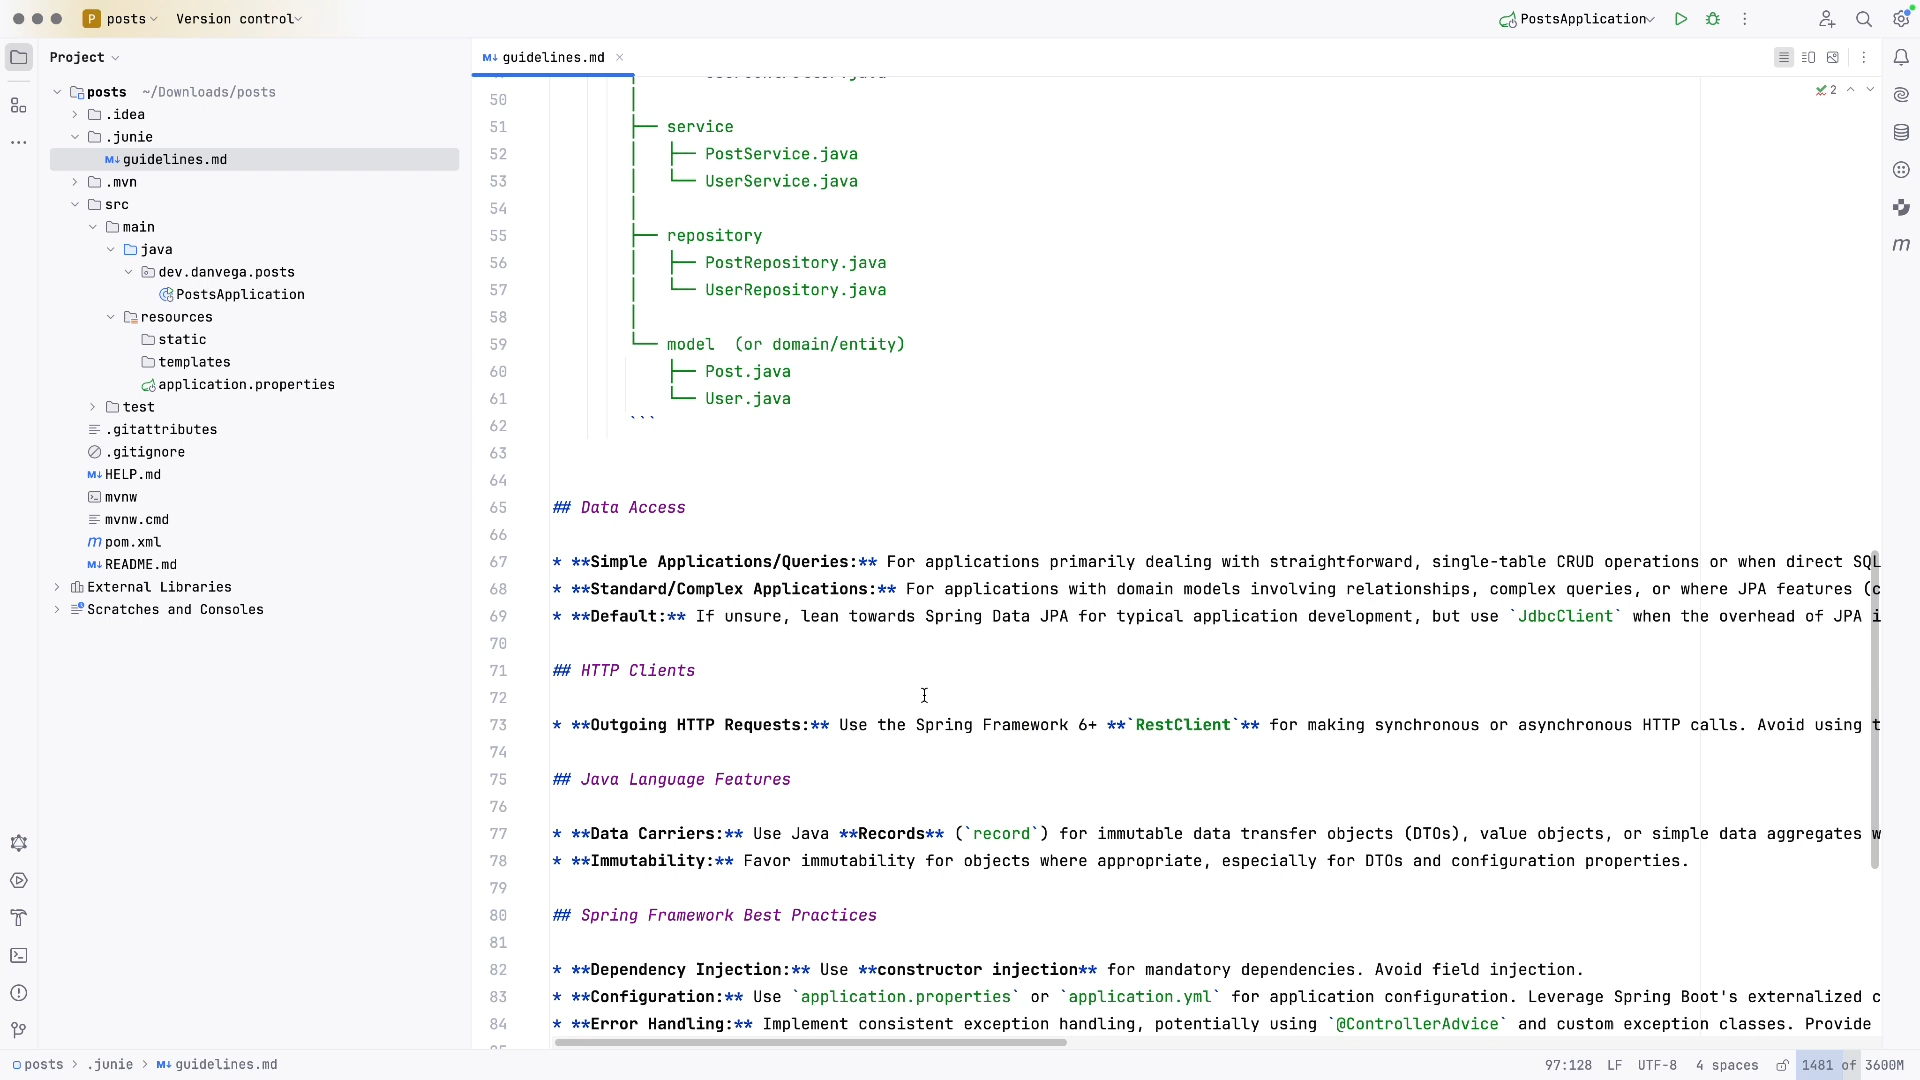 P posts Version control PostsApplication
Project
guidelines.md
posts ~/Downloads/posts
.idea
.junie
guidelines.md
.mvn
src
main
java
dev.danvega.posts
PostsApplication
resources
static
templates
application.properties
test
.gitattributes
.gitignore
HELP.md
mvnw
mvnw.cmd
pom.xml
README.md
External Libraries
Scratches and Consoles
2
50 │
51 ├── service
52 │ ├── PostService.java
53 │ └── UserService.java
54 │
55 ├── repository
56 │ ├── PostRepository.java
57 │ └── UserRepository.java
58 │
59 └── model (or domain/entity)
60 ├── Post.java
61 └── User.java
62 ```
63
64
65 ## Data Access
66
67 * **Simple Applications/Queries:** For applications primarily dealing with straightforward, single-table CRUD operations or when direct SQL
68 * **Standard/Complex Applications:** For applications with domain models involving relationships, complex queries, or where JPA features (c
69 * **Default:** If unsure, lean towards Spring Data JPA for typical application development, but use `JdbcClient` when the overhead of JPA i
70
71 ## HTTP Clients
72
73 * **Outgoing HTTP Requests:** Use the Spring Framework 6+ **`RestClient`** for making synchronous or asynchronous HTTP calls. Avoid using t
74
75 ## Java Language Features
76
77 * **Data Carriers:** Use Java **Records** (`record`) for immutable data transfer objects (DTOs), value objects, or simple data aggregates w
78 * **Immutability:** Favor immutability for objects where appropriate, especially for DTOs and configuration properties.
79
80 ## Spring Framework Best Practices
81
82 * **Dependency Injection:** Use **constructor injection** for mandatory dependencies. Avoid field injection.
83 * **Configuration:** Use `application.properties` or `application.yml` for application configuration. Leverage Spring Boot's externalized c
84 * **Error Handling:** Implement consistent exception handling, potentially using `@ControllerAdvice` and custom exception classes. Provide
posts > .junie > guidelines.md 97:128 LF UTF-8 4 spaces 1481 of 3600M